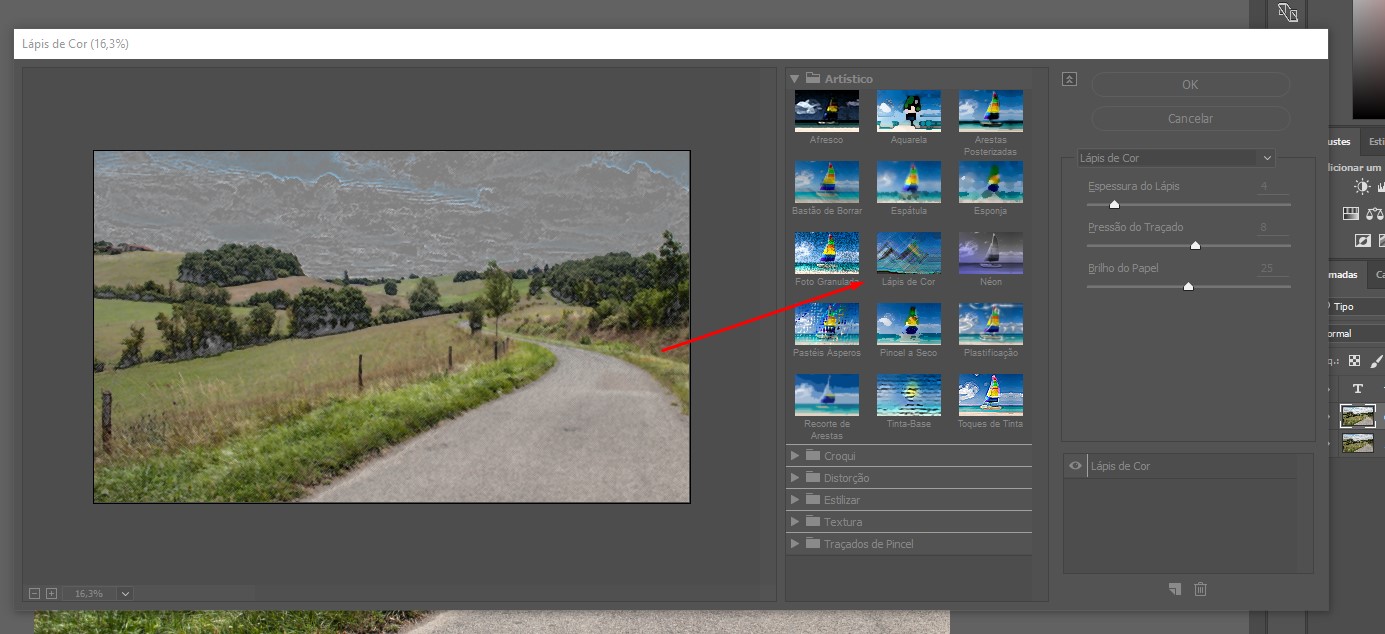 Lápis de Cor (16,3%)
Artístico
Afresco
Aquarela
Arestas
Posterizadas
Bastão de Borrar
Espátula
Esponja
Foto Granulada
Lápis de Cor
Néon
Pastéis Ásperos
Pincel a Seco
Plastificação
Recorte de
Arestas
Tinta-Base
Toques de Tinta
Croqui
Distorção
Estilizar
Textura
Traçados de Pincel
16,3%
OK
Cancelar
Lápis de Cor
Espessura do Lápis 4
Pressão do Traçado 8
Brilho do Papel 25
Lápis de Cor
ustes
Esti
dicionar um
madas
Ca
Tipo
ormal
T